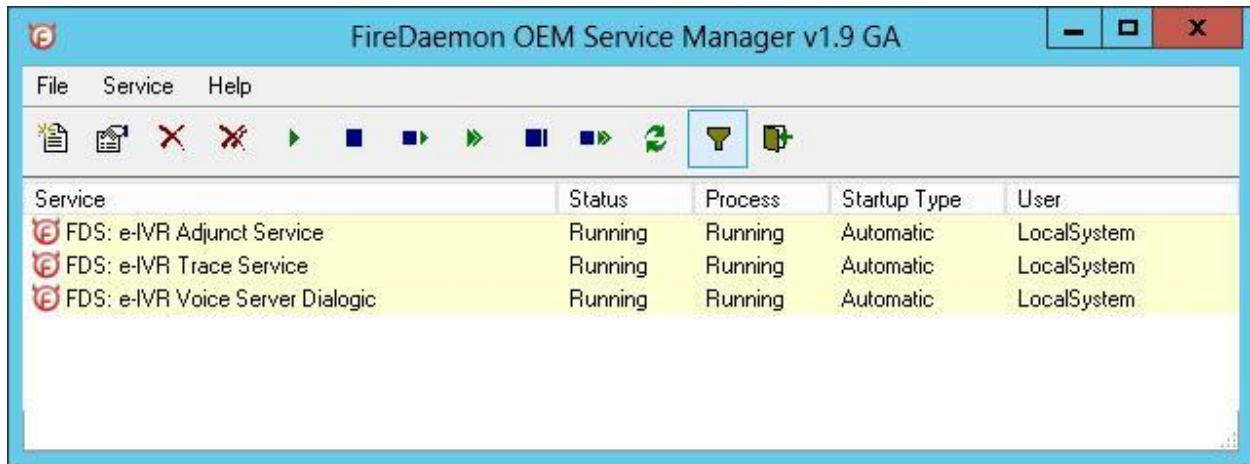 FireDaemon OEM Service Manager v1.9 GA
File Service Help
Service Status Process Startup Type User
FDS: e-IVR Adjunct Service Running Running Automatic LocalSystem
FDS: e-IVR Trace Service Running Running Automatic LocalSystem
FDS: e-IVR Voice Server Dialogic Running Running Automatic LocalSystem